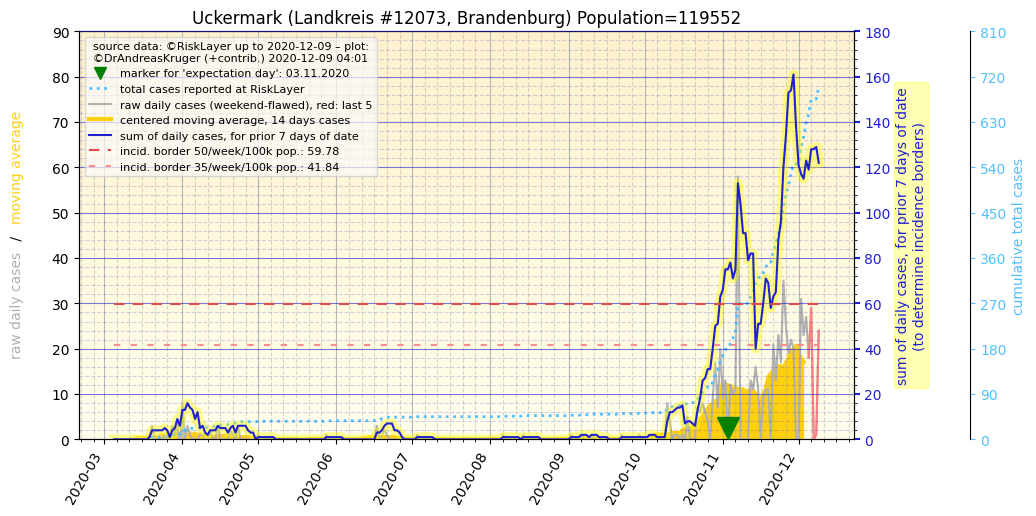 Uckermark (Landkreis #12073, Brandenburg) Population=119552
source data: ©RiskLayer up to 2020-12-09 – plot:
©DrAndreasKruger (+contrib.) 2020-12-09 04:01
marker for 'expectation day': 03.11.2020
total cases reported at RiskLayer
raw daily cases (weekend-flawed), red: last 5
centered moving average, 14 days cases
sum of daily cases, for prior 7 days of date
incid. border 50/week/100k pop.: 59.78
incid. border 35/week/100k pop.: 41.84
raw daily cases / moving average
90
80
70
60
50
40
30
20
10
0
180
160
140
120
100
80
60
40
20
0
sum of daily cases, for prior 7 days of date
(to determine incidence borders)
810
720
630
540
450
360
270
180
90
0
cumulative total cases
2020-03
2020-04
2020-05
2020-06
2020-07
2020-08
2020-09
2020-10
2020-11
2020-12